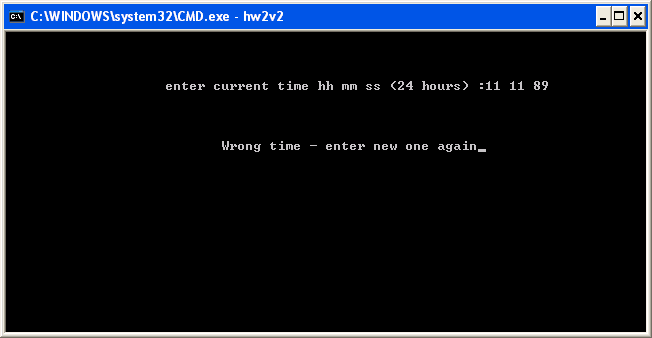 C:\WINDOWS\system32\CMD.exe - hw2v2
enter current time hh mm ss (24 hours) :11 11 89
Wrong time - enter new one again_